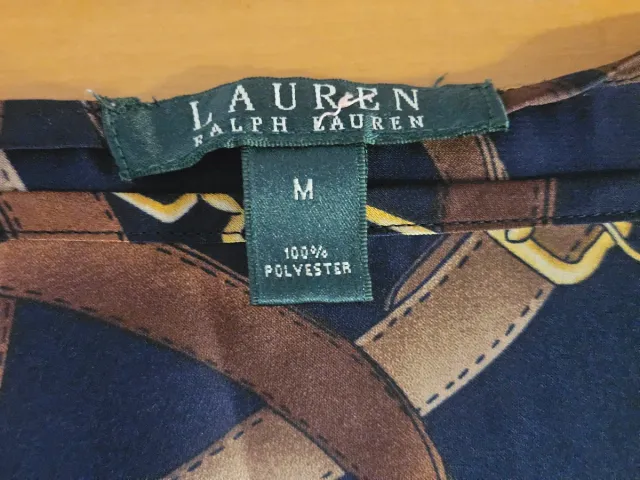 LAUREN
RALPH LAUREN
M
100%
POLYESTER